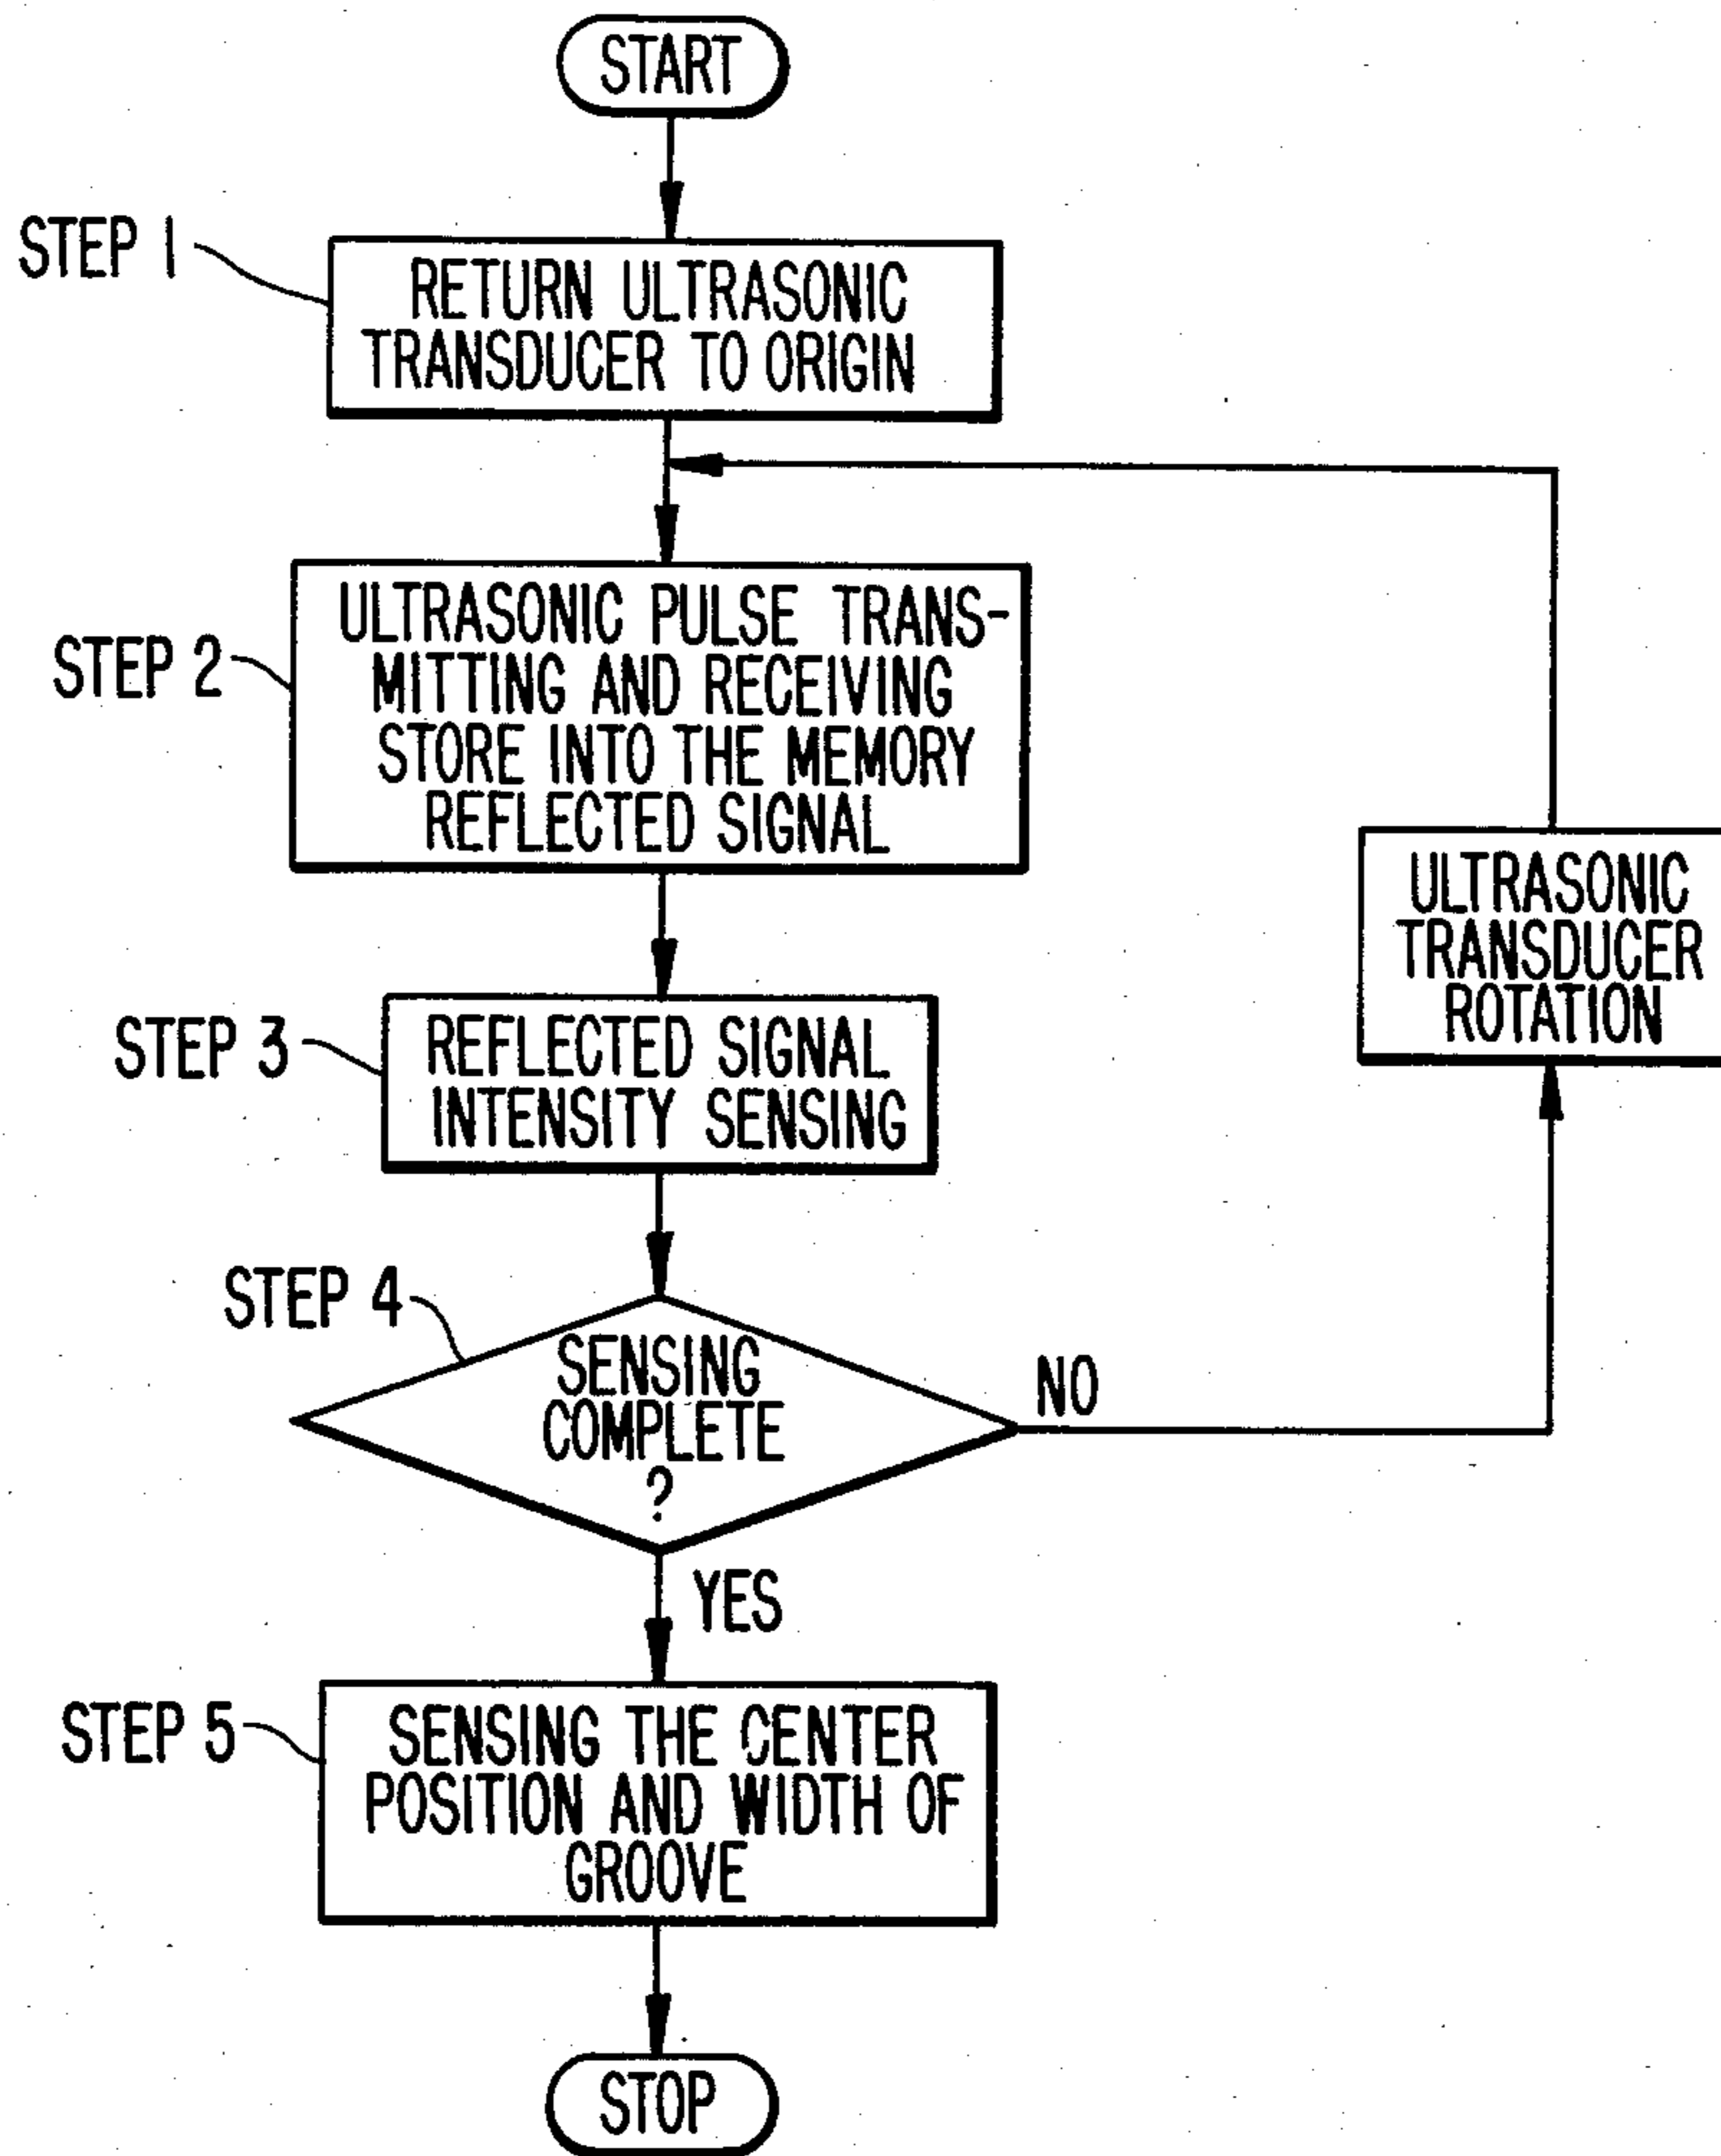 START
STEP 1
RETURN ULTRASONIC
TRANSDUCER TO ORIGIN
STEP 2
ULTRASONIC PULSE TRANS-
MITTING AND RECEIVING
STORE INTO THE MEMORY
REFLECTED SIGNAL
ULTRASONIC
TRANSDUCER
ROTATION
STEP 3
REFLECTED SIGNAL
INTENSITY SENSING
STEP 4
SENSING
COMPLETE
?
NO
YES
STEP 5
SENSING THE CENTER
POSITION AND WIDTH OF
GROOVE
STOP